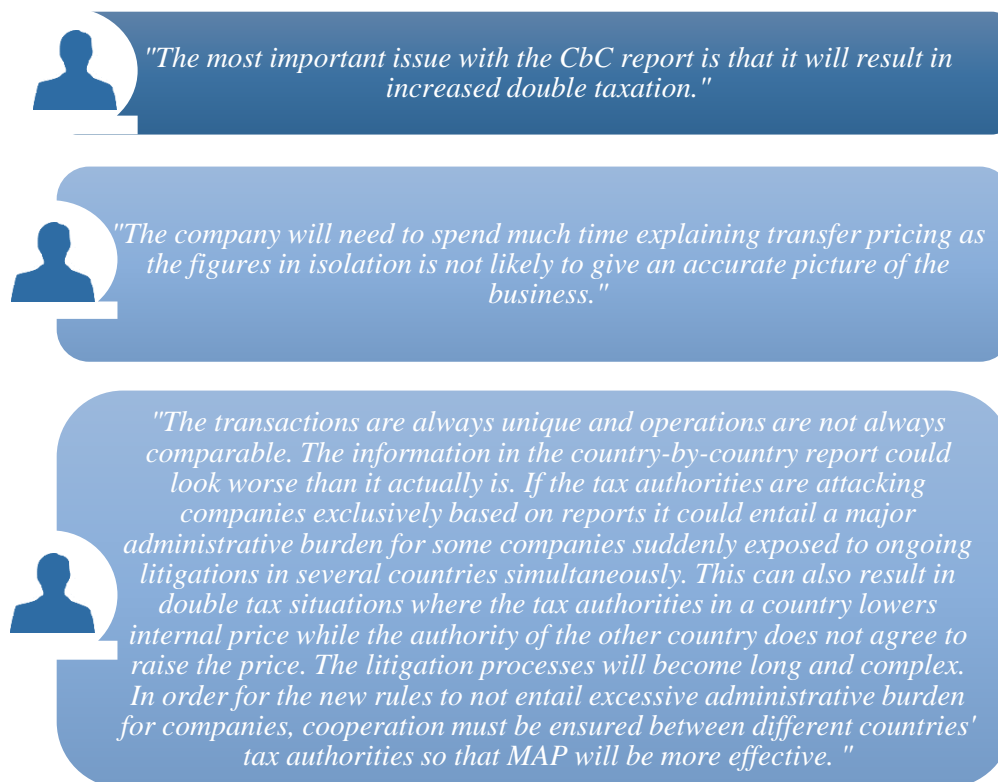 "The most important issue with the CbC report is that it will result in
increased double taxation."
"The company will need to spend much time explaining transfer pricing as
the figures in isolation is not likely to give an accurate picture of the
business."
"The transactions are always unique and operations are not always
comparable. The information in the country-by-country report could
look worse than it actually is. If the tax authorities are attacking
companies exclusively based on reports it could entail a major
administrative burden for some companies suddenly exposed to ongoing
litigations in several countries simultaneously. This can also result in
double tax situations where the tax authorities in a country lowers
internal price while the authority of the other country does not agree to
raise the price. The litigation processes will become long and complex.
In order for the new rules to not entail excessive administrative burden
for companies, cooperation must be ensured between different countries'
tax authorities so that MAP will be more effective. "